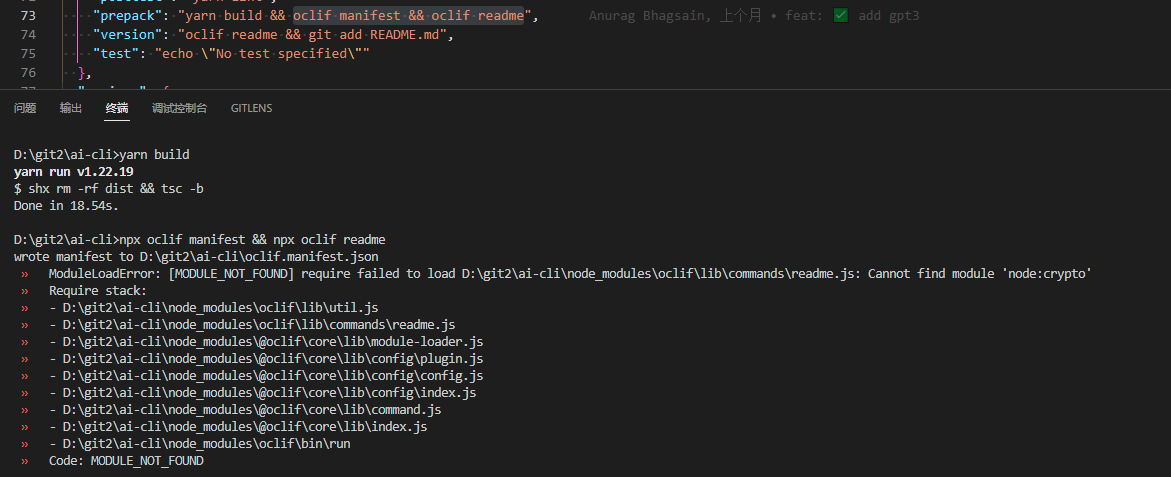 73 "prepack": "yarn build && oclif manifest && oclif readme", Anurag Bhagsain, 上个月 • feat: ✅ add gpt3
74 "version": "oclif readme && git add README.md",
75 "test": "echo \"No test specified\""
76 },
问题 输出 终端 调试控制台 GITLENS
D:\git2\ai-cli>yarn build
yarn run v1.22.19
$ shx rm -rf dist && tsc -b
Done in 18.54s.
D:\git2\ai-cli>npx oclif manifest && npx oclif readme
wrote manifest to D:\git2\ai-cli\oclif.manifest.json
» ModuleLoadError: [MODULE_NOT_FOUND] require failed to load D:\git2\ai-cli\node_modules\oclif\lib\commands\readme.js: Cannot find module 'node:crypto'
» Require stack:
» - D:\git2\ai-cli\node_modules\oclif\lib\util.js
» - D:\git2\ai-cli\node_modules\oclif\lib\commands\readme.js
» - D:\git2\ai-cli\node_modules\@oclif\core\lib\module-loader.js
» - D:\git2\ai-cli\node_modules\@oclif\core\lib\config\plugin.js
» - D:\git2\ai-cli\node_modules\@oclif\core\lib\config\config.js
» - D:\git2\ai-cli\node_modules\@oclif\core\lib\config\index.js
» - D:\git2\ai-cli\node_modules\@oclif\core\lib\command.js
» - D:\git2\ai-cli\node_modules\@oclif\core\lib\index.js
» - D:\git2\ai-cli\node_modules\oclif\bin\run
» Code: MODULE_NOT_FOUND